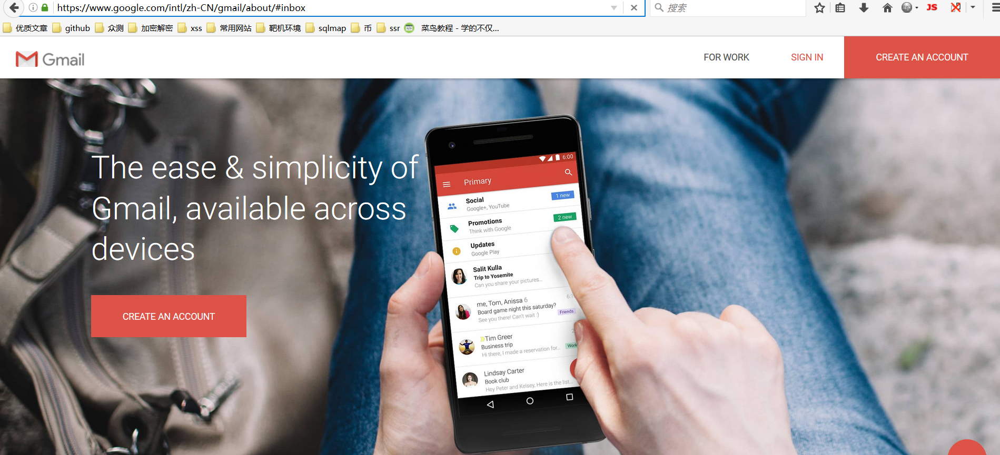 https://www.google.com/intl/zh-CN/gmail/about/#inbox
搜索
JS
优质文章 github 众测 加密解密 xss 常用网站 靶机环境 sqlmap 币 ssr 菜鸟教程 - 学的不仅...
Gmail
FOR WORK SIGN IN CREATE AN ACCOUNT
The ease & simplicity of
Gmail, available across
devices
CREATE AN ACCOUNT
6:00
Primary
Social 1 new
Google+, YouTube
Promotions 2 new
Think with Google
Updates
Google Play
Salit Kulla
Trip to Yosemite
Can you share your pictures...
me, Tom, Anissa 6
Board game night this saturday?
See you there! Can't wait :) Friends
Tim Greer
Business trip
Hi there, I made a reservation for... Work
Lindsay Carter
Book club
Hey Peter and Kelsey, Here is the list...